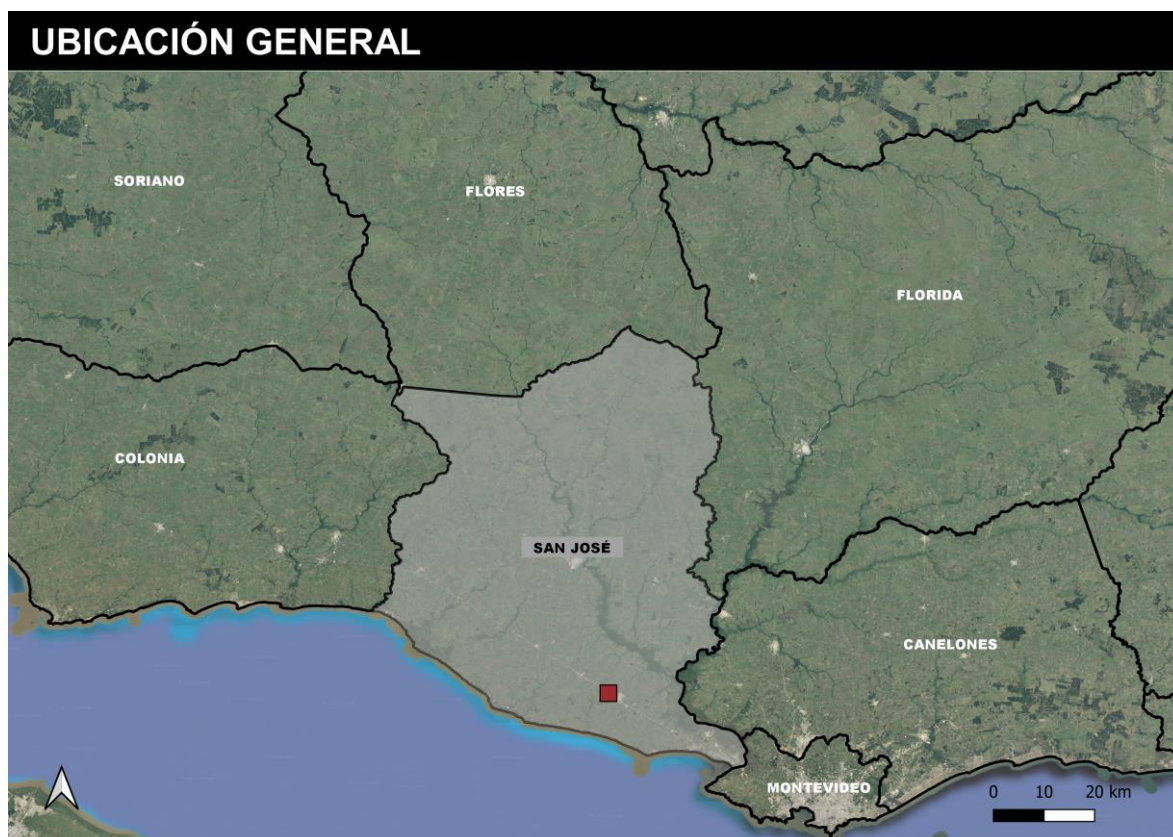 UBICACIÓN GENERAL
SORIANO
FLORES
FLORIDA
COLONIA
SAN JOSÉ
CANELONES
MONTEVIDEO
0 10 20 km